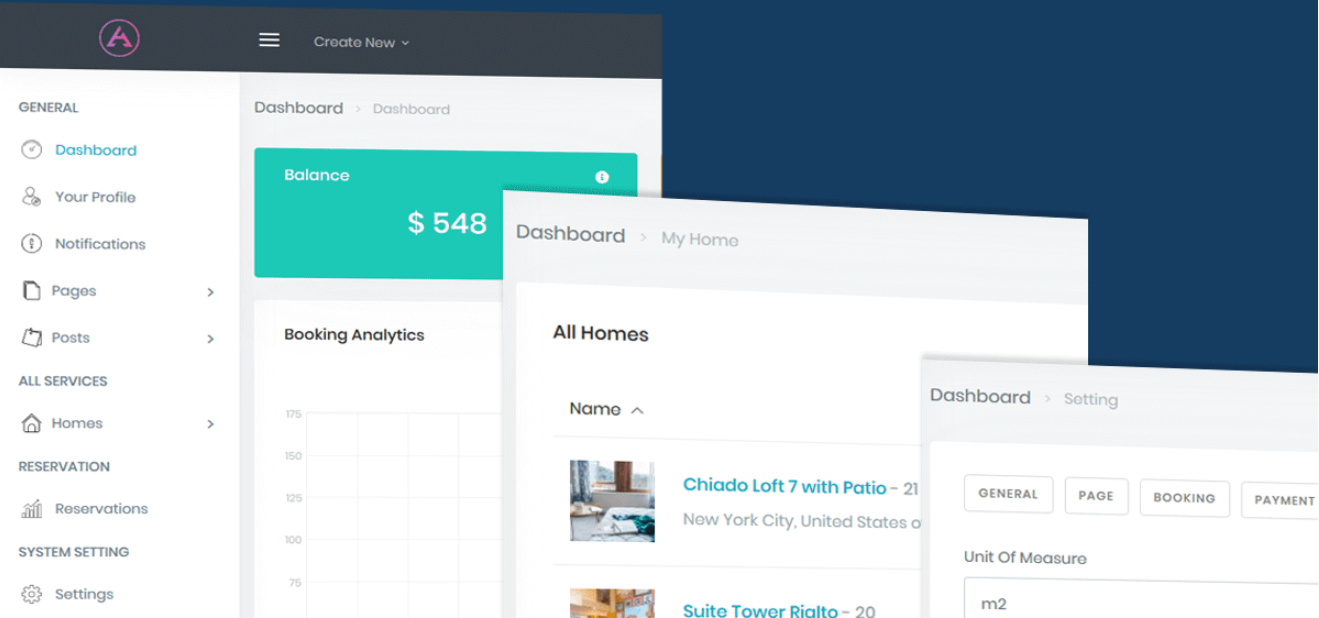 Create New
GENERAL
Dashboard
Your Profile
Notifications
Pages
Posts
ALL SERVICES
Homes
RESERVATION
Reservations
SYSTEM SETTING
Settings
Dashboard > Dashboard
Balance
$ 548
Booking Analytics
175
150
125
100
75
Dashboard > My Home
All Homes
Name
Chiado Loft 7 with Patio - 21
New York City, United States o
Suite Tower Rialto - 20
Dashboard > Setting
GENERAL PAGE BOOKING PAYMENT
Unit Of Measure
m2